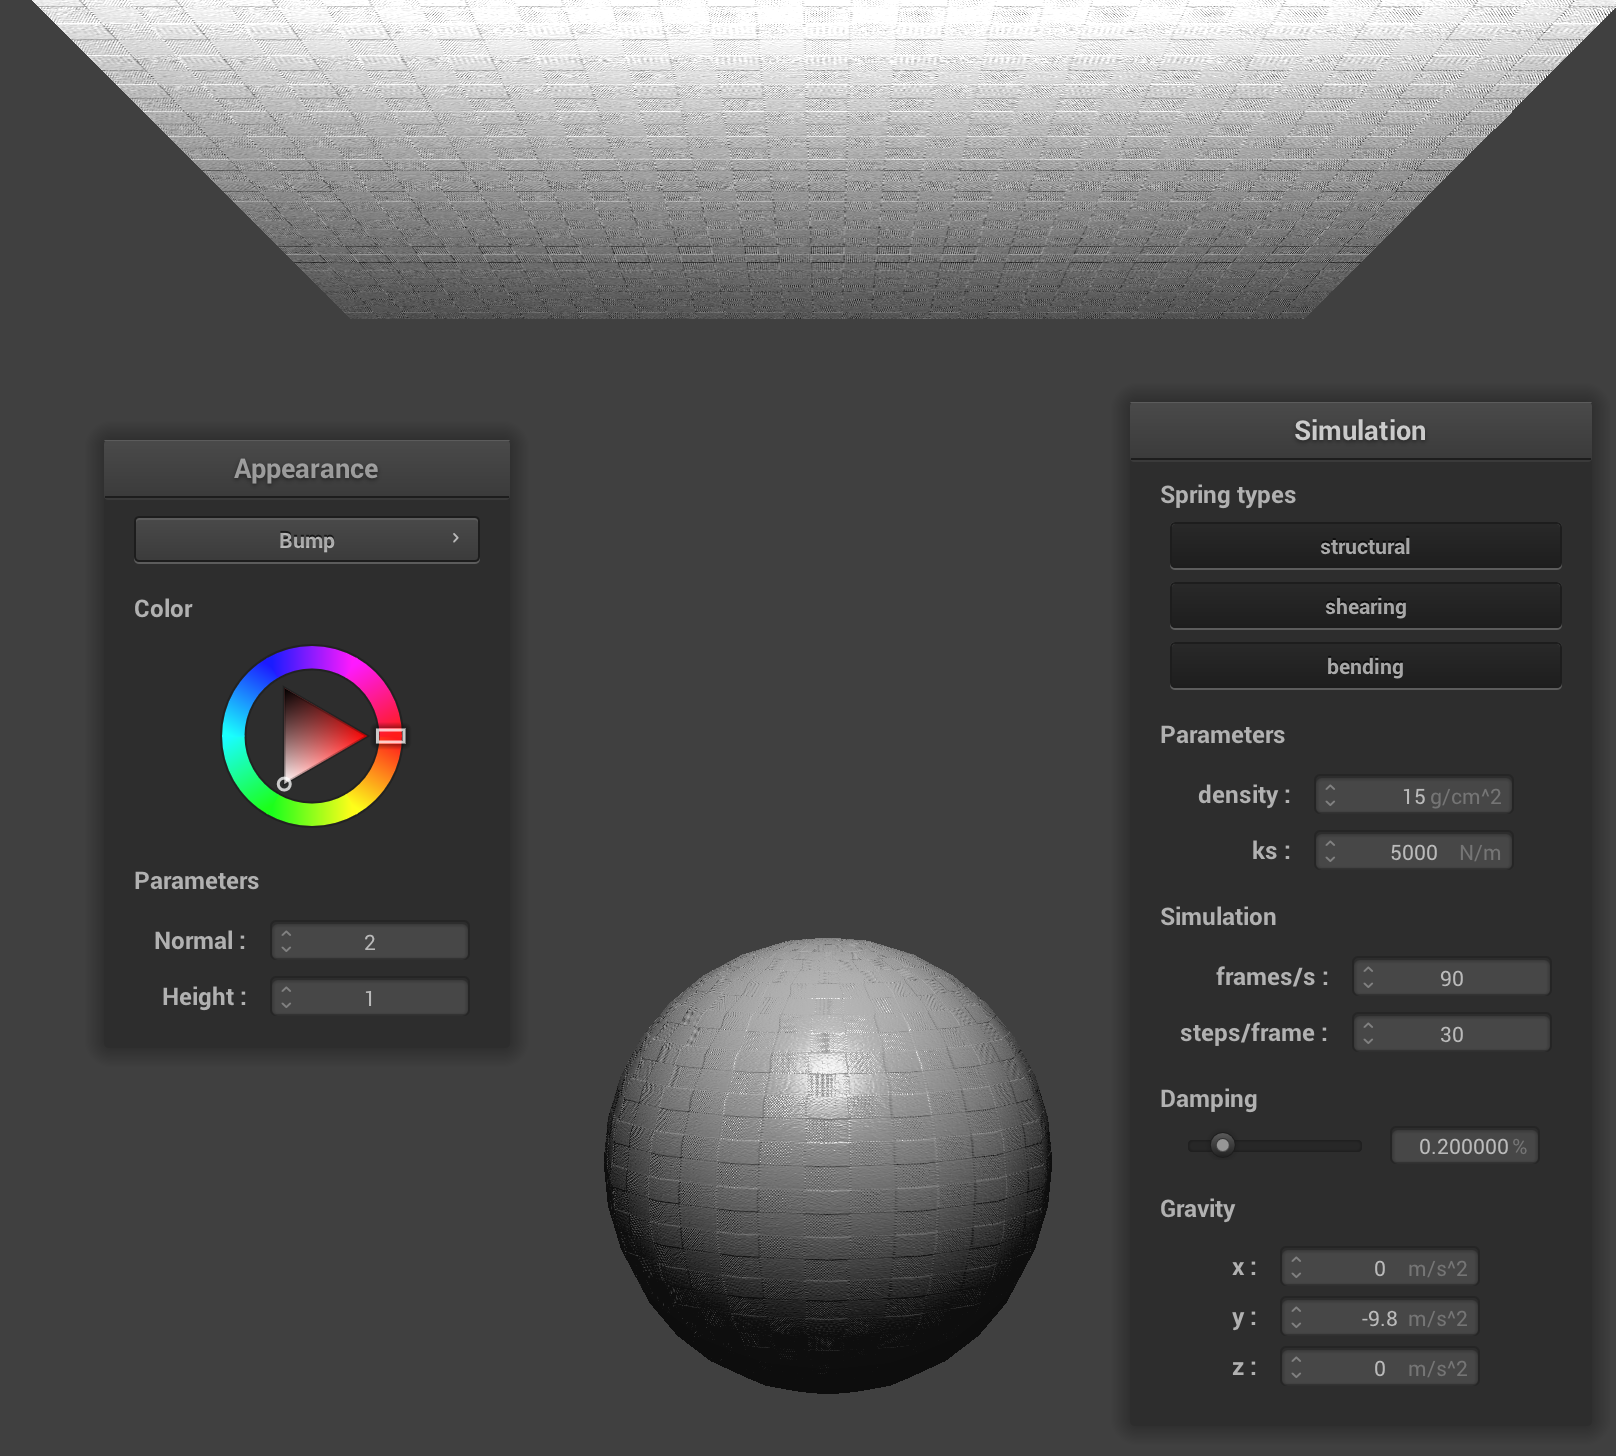 Appearance
Bump
Color
Parameters
Normal : 2
Height : 1
Simulation
Spring types
structural
shearing
bending
Parameters
density : 15 g/cm^2
ks : 5000 N/m
Simulation
frames/s : 90
steps/frame : 30
Damping
0.200000 %
Gravity
x : 0 m/s^2
y : -9.8 m/s^2
z : 0 m/s^2